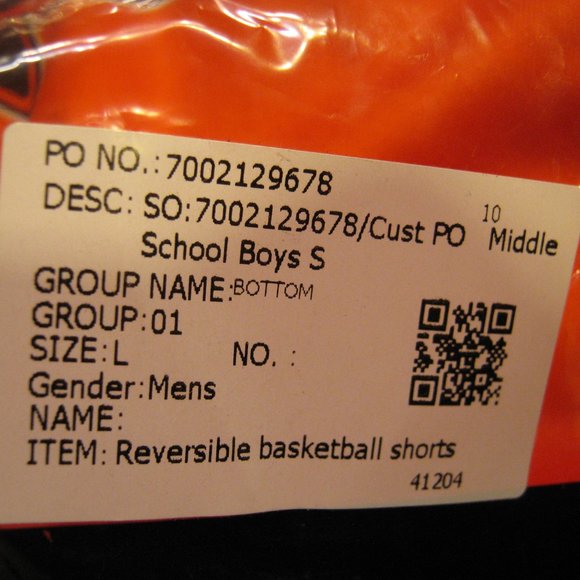 PO NO.:7002129678
DESC: SO:7002129678/Cust PO 10 Middle
School Boys S
GROUP NAME:BOTTOM
GROUP:01
SIZE:L NO. :
Gender:Mens
NAME:
ITEM: Reversible basketball shorts
41204